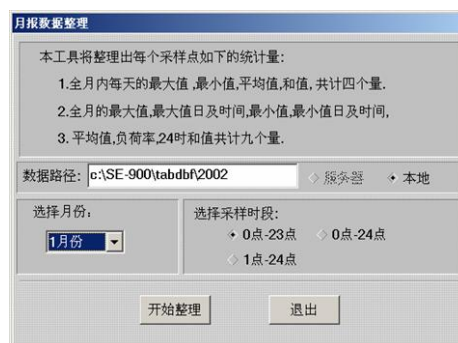 月报数据整理
本工具将整理出每个采样点如下的统计量:
1.全月内每天的最大值,最小值,平均值,和值,共计四个量.
2.全月的最大值,最大值日及时间,最小值,最小值日及时间,
3.平均值,负荷率,24时和值共计九个量.
数据路径: c:\SE-900\tabdbf\2002 服务器 本地
选择月份: 选择采样时段:
1月份 0点-23点 0点-24点
1点-24点
开始整理 退出